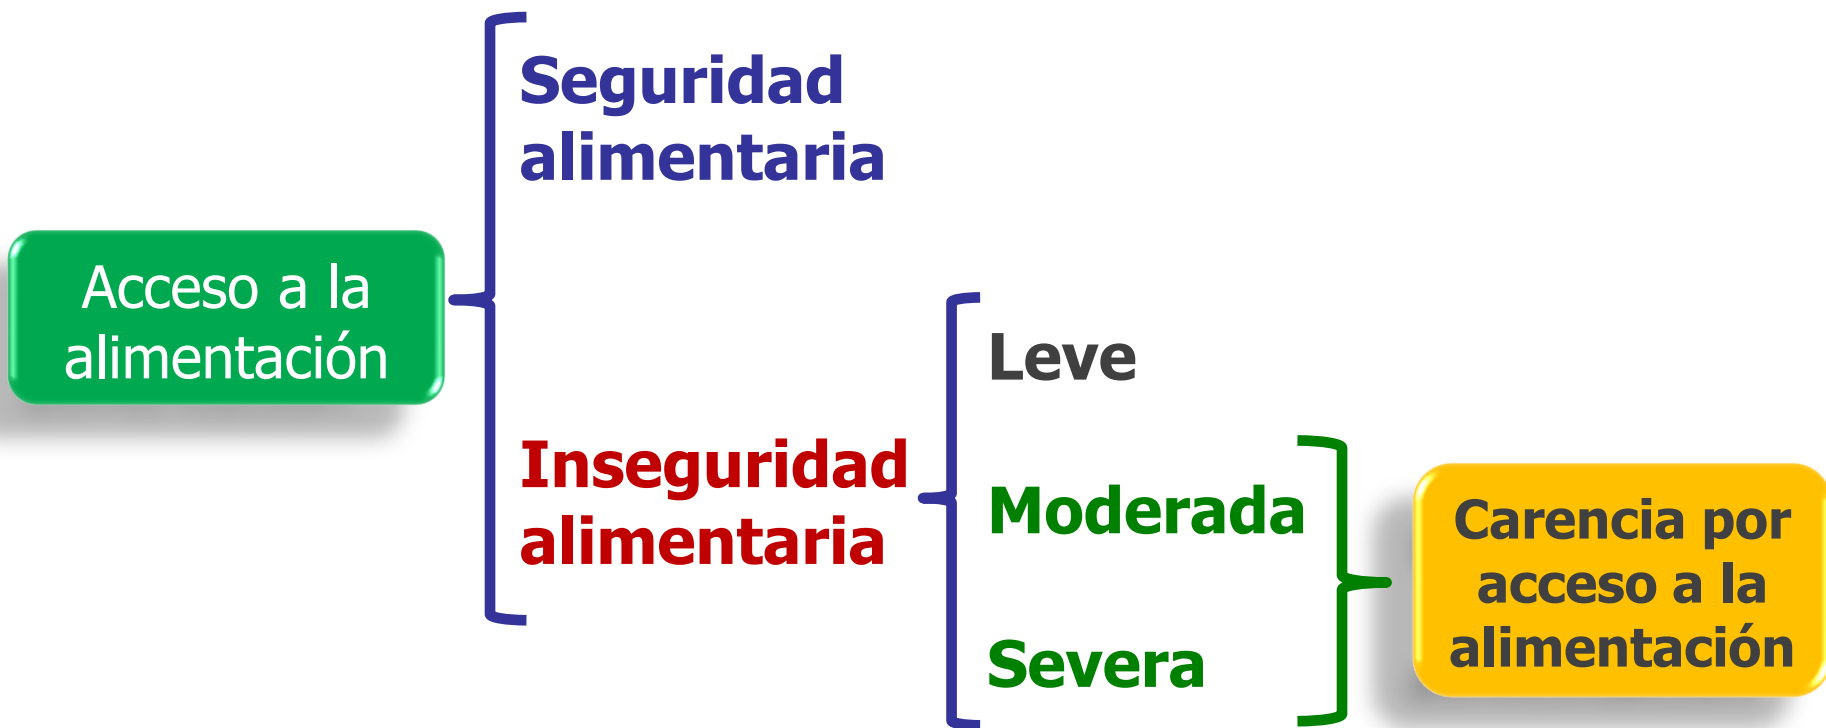 Seguridad
alimentaria
Acceso a la
alimentación
Leve
Inseguridad
alimentaria
Moderada
Severa
Carencia por
acceso a la
alimentación